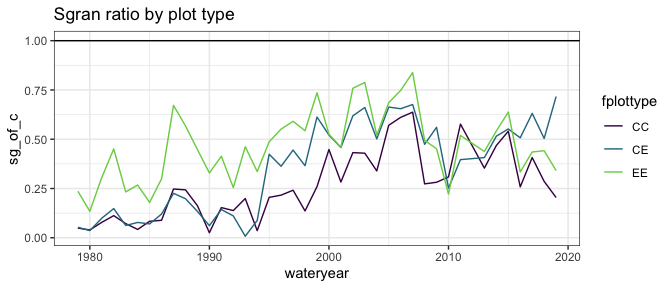 Sgran ratio by plot type
1.00
0.75
0.50
0.25
0.00
sg_of_c
1980
1990
2000
2010
2020
wateryear
fplottype
CC
CE
EE